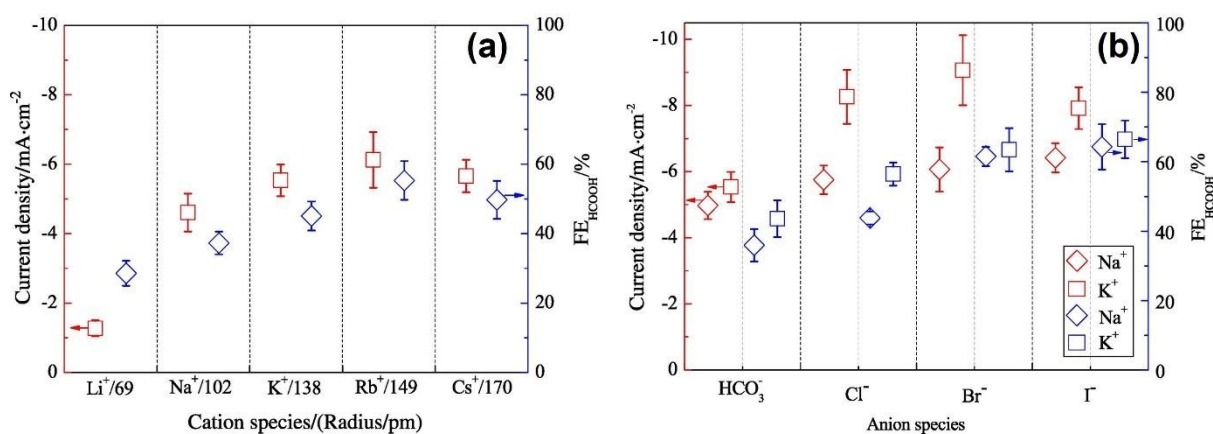 (a)
Current density/mA·cm⁻²
-10
-8
-6
-4
-2
0
100
80
60
40
20
0
FE_HCOOH/%
Li⁺/69 Na⁺/102 K⁺/138 Rb⁺/149 Cs⁺/170
Cation species/(Radius/pm)
(b)
Current density/mA·cm⁻²
-10
-8
-6
-4
-2
0
100
80
60
40
20
0
FE_HCOOH/%
Na⁺
K⁺
Na⁺
K⁺
HCO₃⁻ Cl⁻ Br⁻ I⁻
Anion species